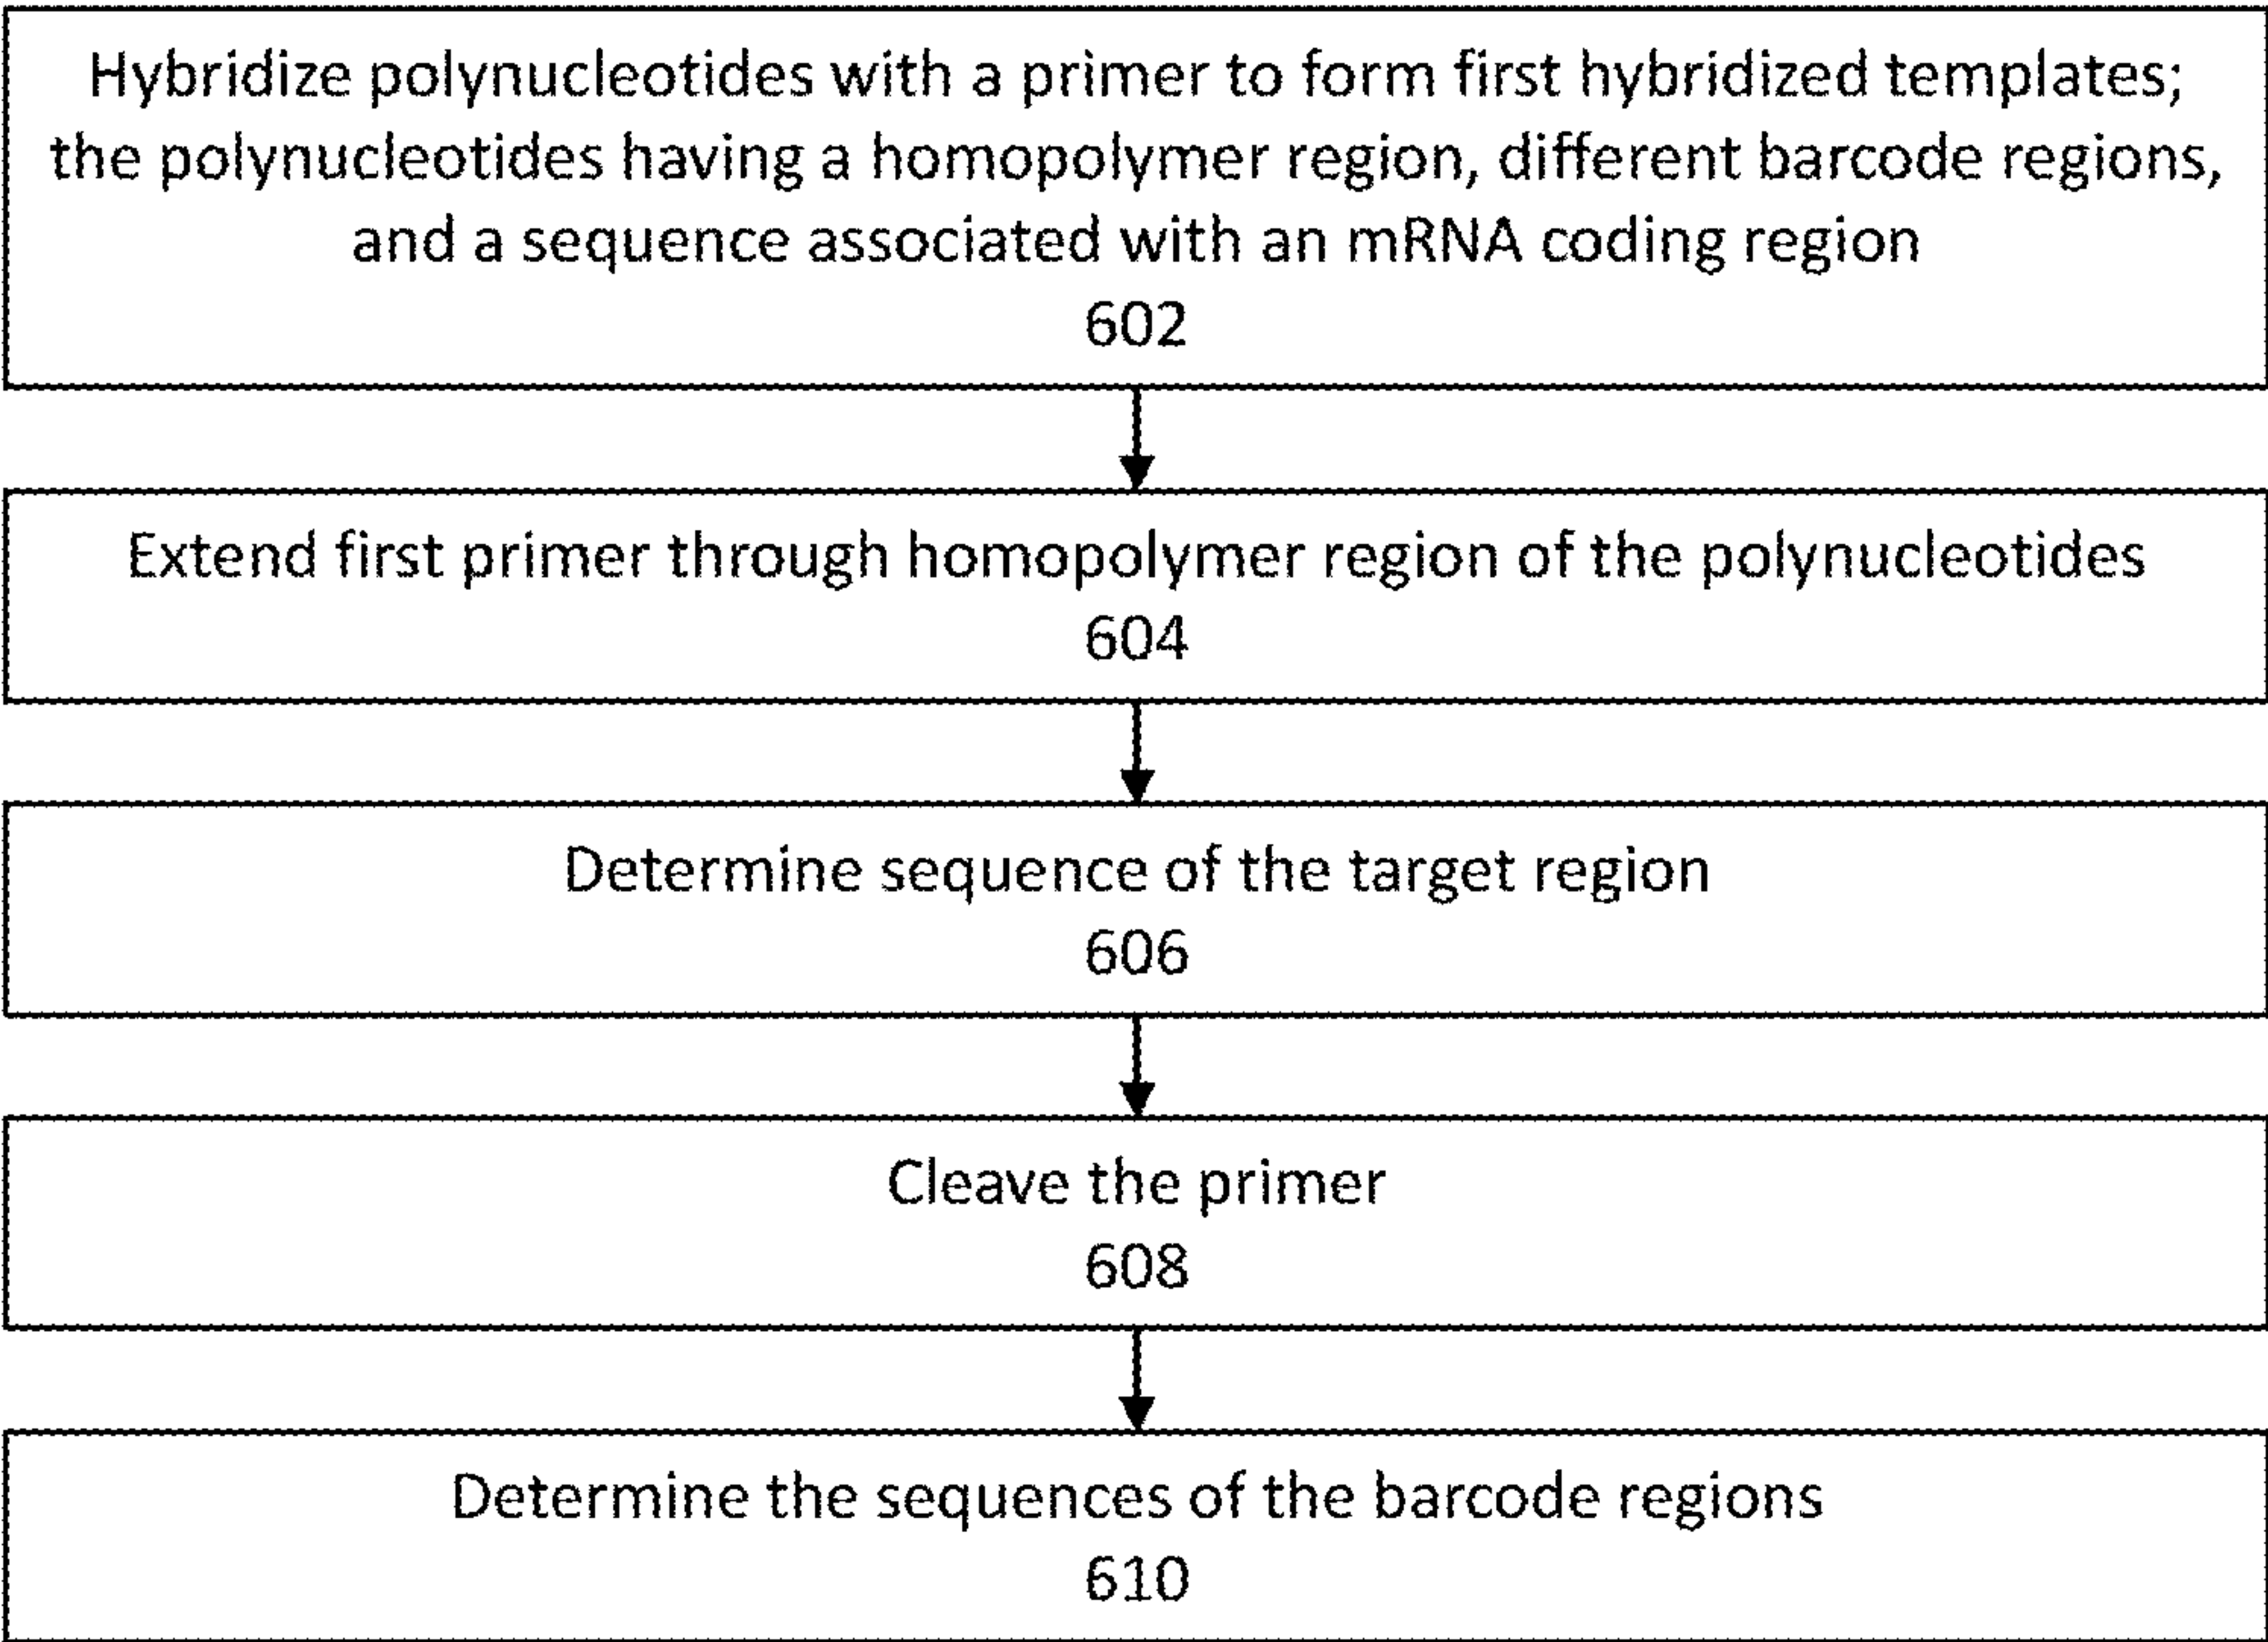 Hybridize polynucleotides with a primer to form first hybridized templates;
the polynucleotides having a homopolymer region, different barcode regions,
and a sequence associated with an mRNA coding region
602
Extend first primer through homopolymer region of the polynucleotides
604
Determine sequence of the target region
606
Cleave the primer
608
Determine the sequences of the barcode regions
610